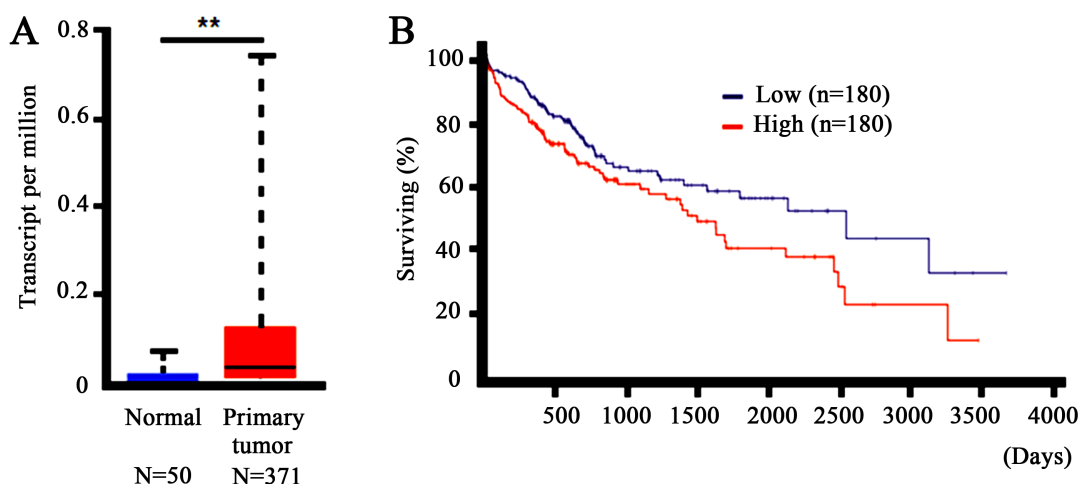 A
0.8
0.6
0.4
0.2
0
Transcript per million
**
Normal
Primary
tumor
N=50
N=371
B
100
80
60
40
20
0
Surviving (%)
Low (n=180)
High (n=180)
500 1000 1500 2000 2500 3000 3500 4000
(Days)